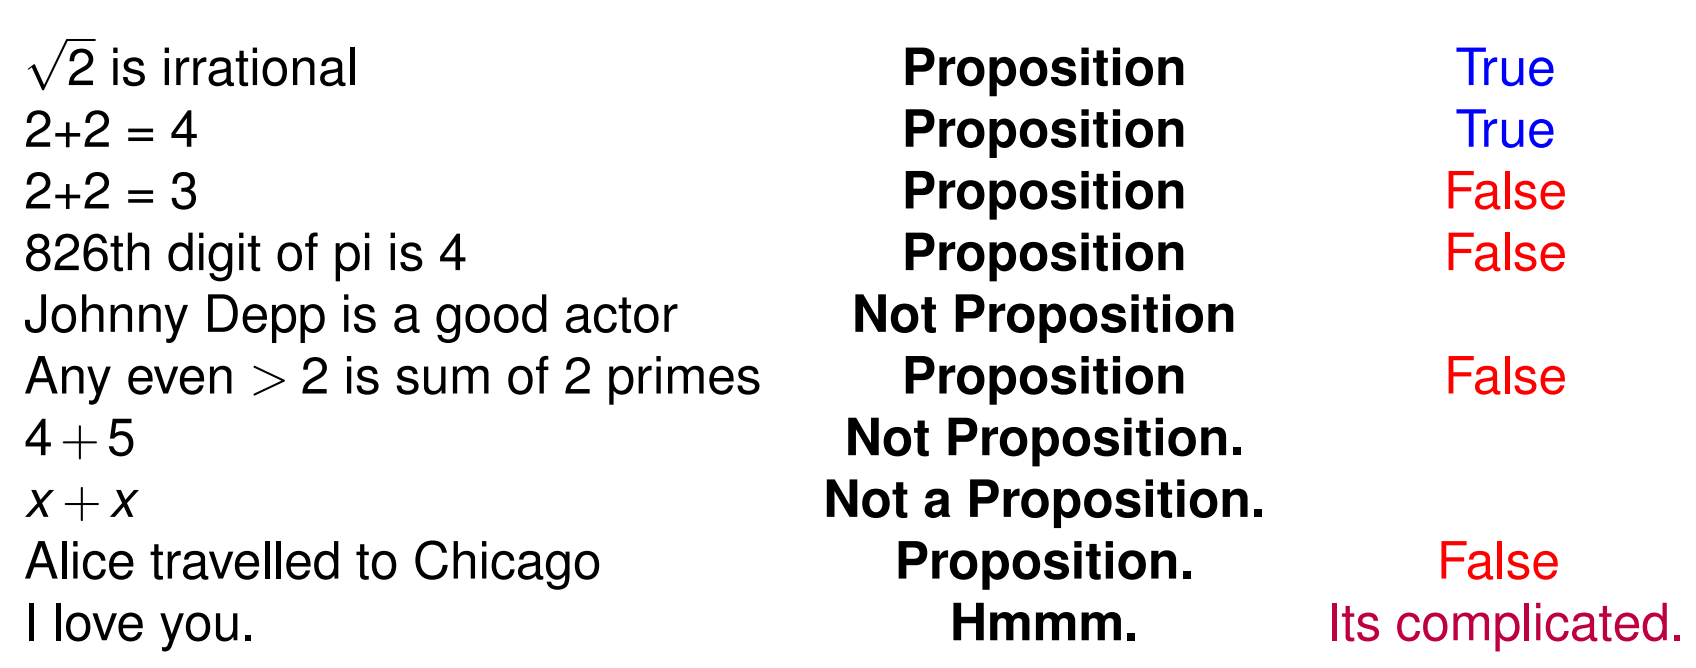 √2 is irrational Proposition True
2+2 = 4 Proposition True
2+2 = 3 Proposition False
826th digit of pi is 4 Proposition False
Johnny Depp is a good actor Not Proposition
Any even > 2 is sum of 2 primes Proposition False
4 + 5 Not Proposition.
x + x Not a Proposition.
Alice travelled to Chicago Proposition. False
I love you. Hmmm. Its complicated.